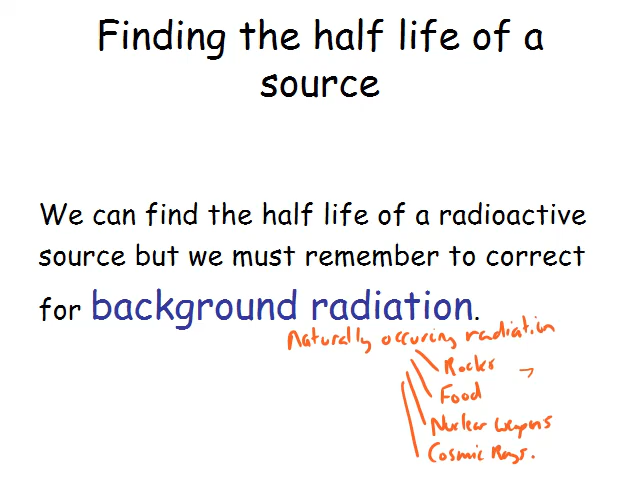 Finding the half life of a
source
We can find the half life of a radioactive
source but we must remember to correct
for background radiation.
Naturally occuring radiation
Rocks
Food
Nuclear weapons
Cosmic Rays.